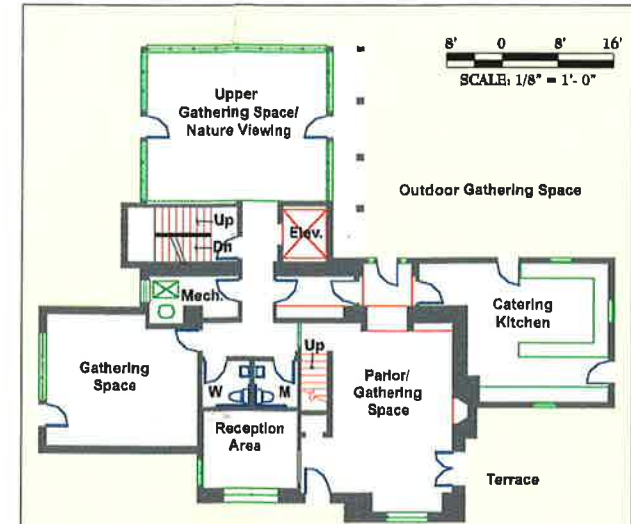 8' 0 8' 16'
SCALE: 1/8" = 1'- 0"
Upper
Gathering Space/
Nature Viewing
Outdoor Gathering Space
Up
Dn
Elev.
Mech.
Catering
Kitchen
Gathering
Space
Up
Parlor/
Gathering
Space
W
M
Reception
Area
Terrace